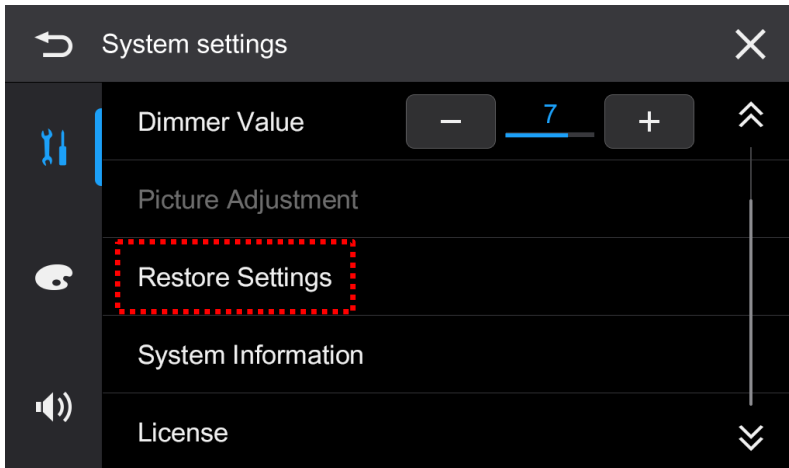 System settings
Dimmer Value
7
Picture Adjustment
Restore Settings
System Information
License